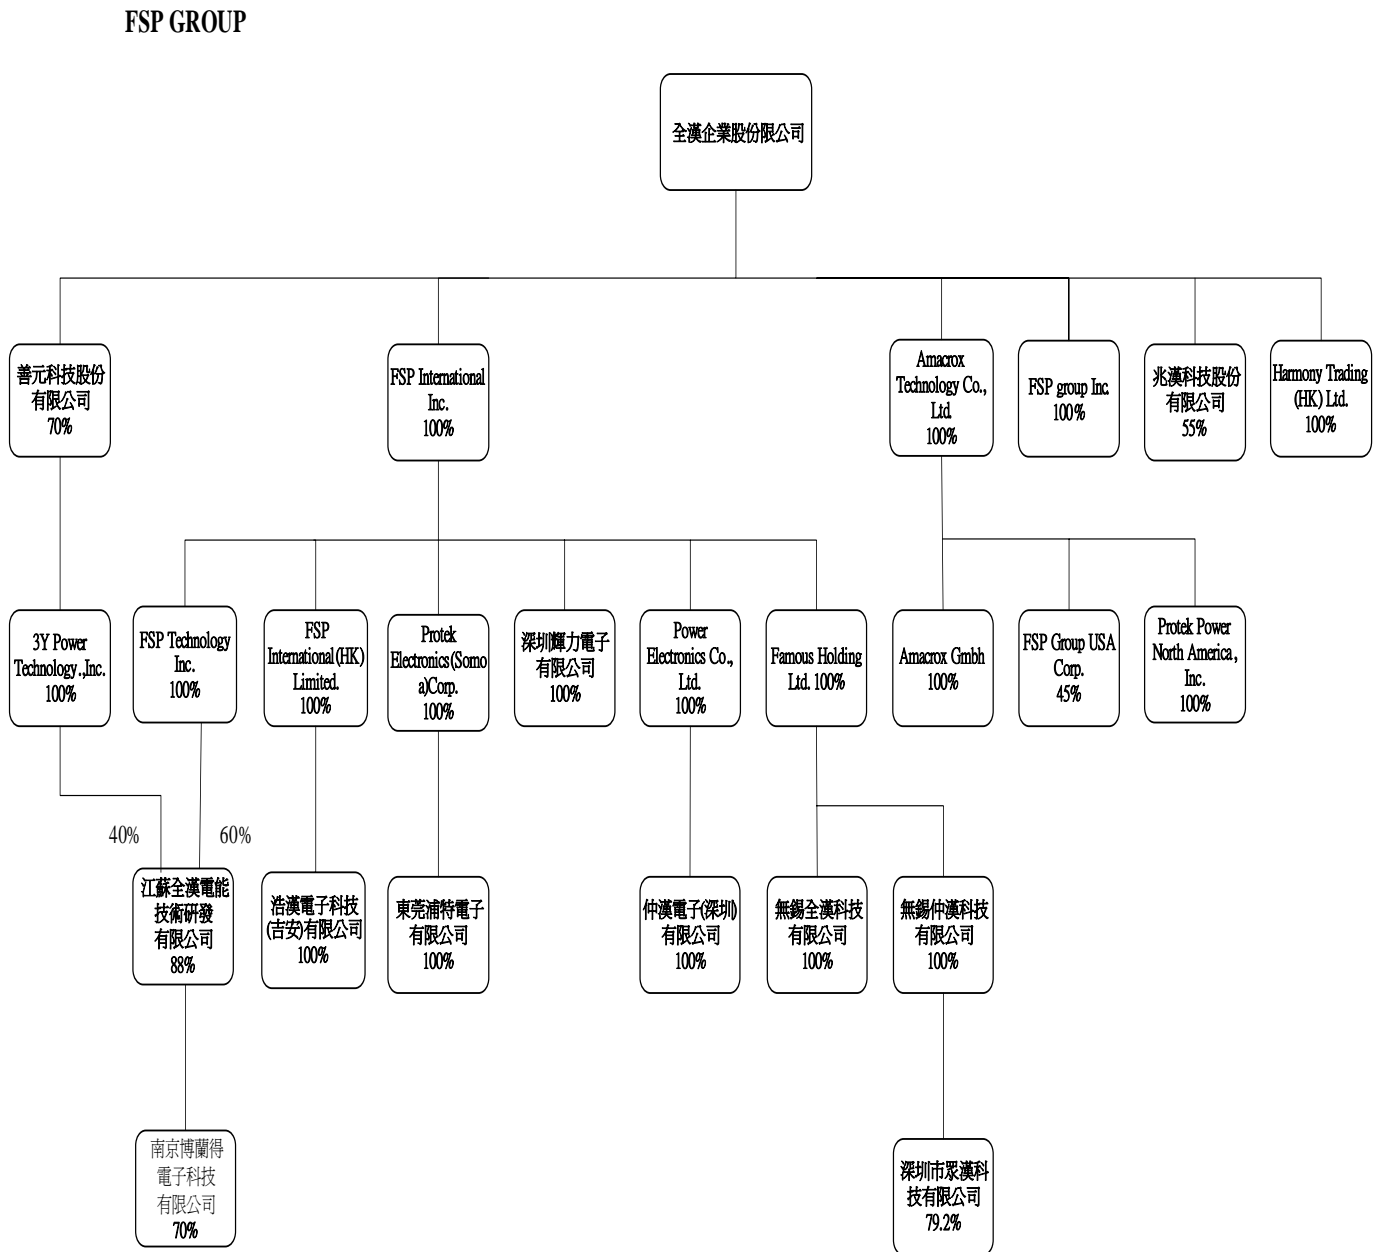 FSP GROUP
全漢企業股份限公司
善元科技股份
有限公司
70%
FSP International
Inc.
100%
Amacrox
Technology Co.,
Ltd.
100%
FSP group Inc.
100%
兆漢科技股份
有限公司
55%
Harmony Trading
(HK) Ltd.
100%
3Y Power
Technology.,Inc.
100%
FSP Technology
Inc.
100%
FSP
International(HK)
Limited.
100%
Protek
Electronics(Somo
a)Corp.
100%
深圳輝力電子
有限公司
100%
Power
Electronics Co.,
Ltd.
100%
Famous Holding
Ltd. 100%
Amacrox Gmbh
100%
FSP Group USA
Corp.
45%
Protek Power
North America,
Inc.
100%
40%
60%
江蘇全漢電能
技術研發
有限公司
88%
浩漢電子科技
(吉安)有限公司
100%
東莞浦特電子
有限公司
100%
仲漢電子(深圳)
有限公司
100%
無錫全漢科技
有限公司
100%
無錫仲漢科技
有限公司
100%
南京博蘭得
電子科技
有限公司
70%
深圳市眾漢科
技有限公司
79.2%